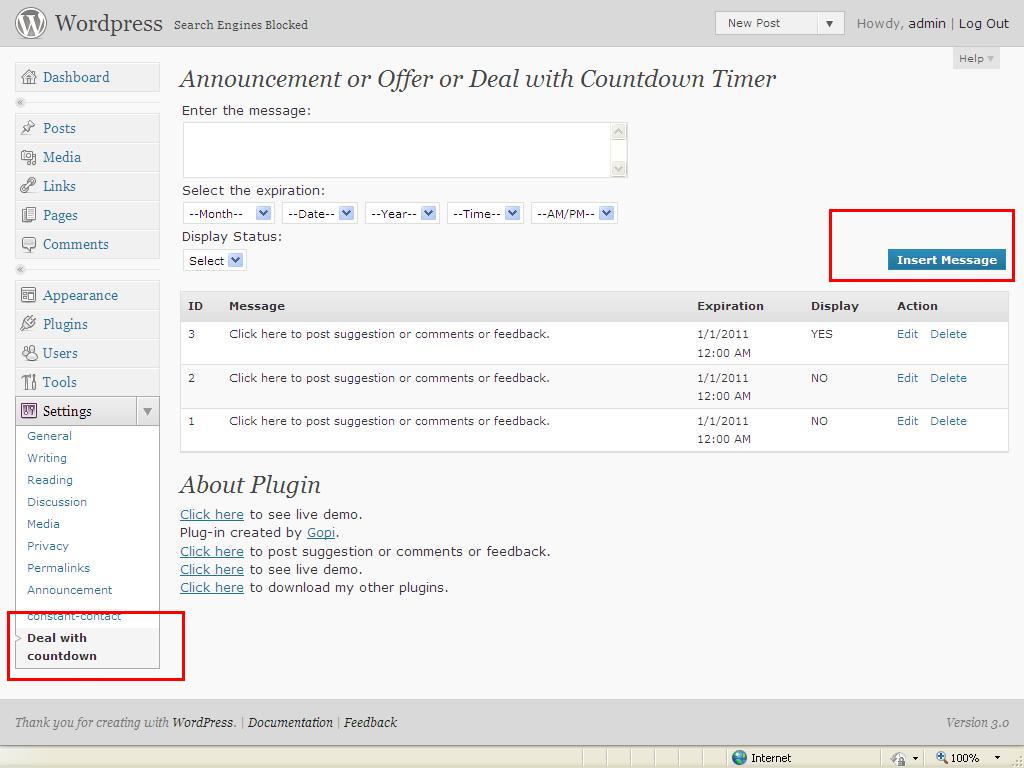 Wordpress Search Engines Blocked
New Post
Howdy, admin | Log Out
Help
Dashboard
Posts
Media
Links
Pages
Comments
Appearance
Plugins
Users
Tools
Settings
General
Writing
Reading
Discussion
Media
Privacy
Permalinks
Announcement
constant-contact
Deal with
countdown
Announcement or Offer or Deal with Countdown Timer
Enter the message:
Select the expiration:
--Month-- --Date-- --Year-- --Time-- --AM/PM--
Display Status:
Select
Insert Message
ID Message Expiration Display Action
3 Click here to post suggestion or comments or feedback. 1/1/2011 YES Edit Delete
12:00 AM
2 Click here to post suggestion or comments or feedback. 1/1/2011 NO Edit Delete
12:00 AM
1 Click here to post suggestion or comments or feedback. 1/1/2011 NO Edit Delete
12:00 AM
About Plugin
Click here to see live demo.
Plug-in created by Gopi.
Click here to post suggestion or comments or feedback.
Click here to see live demo.
Click here to download my other plugins.
Thank you for creating with WordPress. | Documentation | Feedback
Version 3.0
Internet
100%